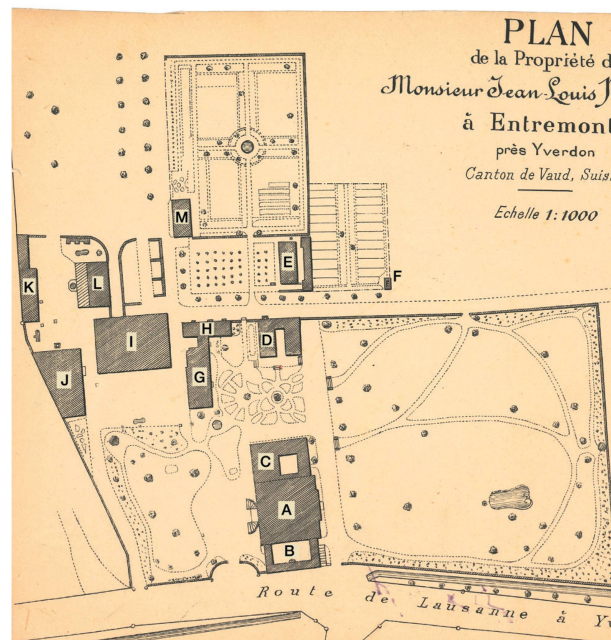 PLAN
de la Propriété d
Monsieur Jean-Louis
à Entremont
près Yverdon
Canton de Vaud, Suis
Echelle 1:1000
M
E
F
K
L
I
H
D
J
G
C
A
B
Route de Lausanne à Y